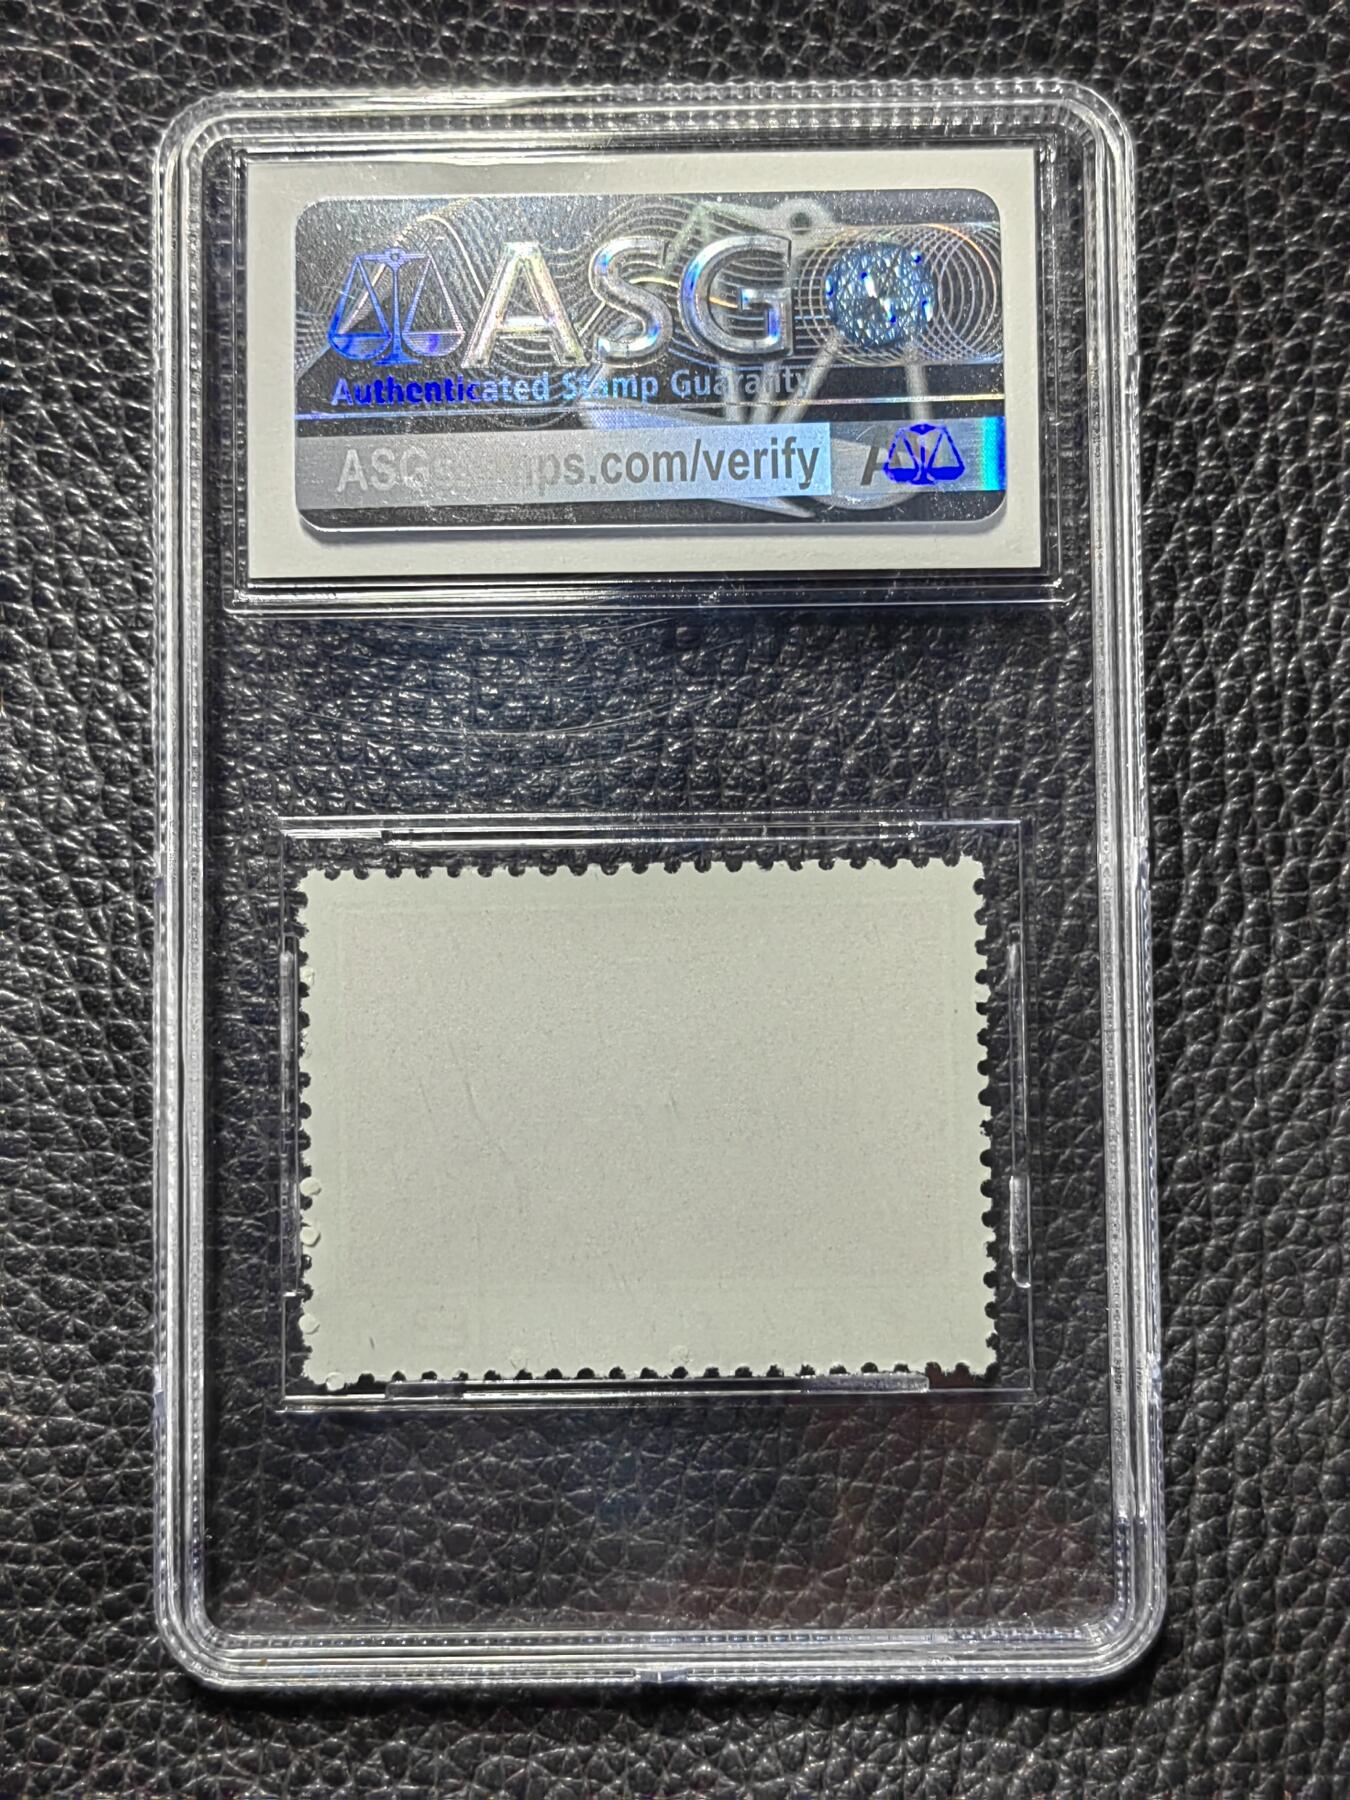 ASG
Authenticated Stamp Guaranty
ASGstamps.com/verify